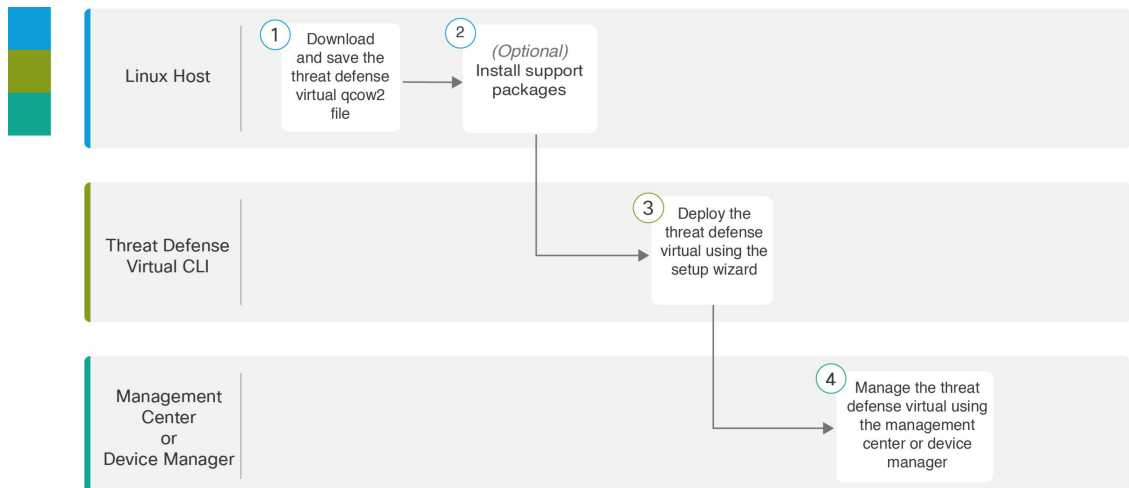 Linux Host
1
Download
and save the
threat defense
virtual qcow2
file
2
(Optional)
Install support
packages
Threat Defense
Virtual CLI
3
Deploy the
threat defense
virtual using the
setup wizard
Management
Center
or
Device Manager
4
Manage the threat
defense virtual using
the management
center or device
manager